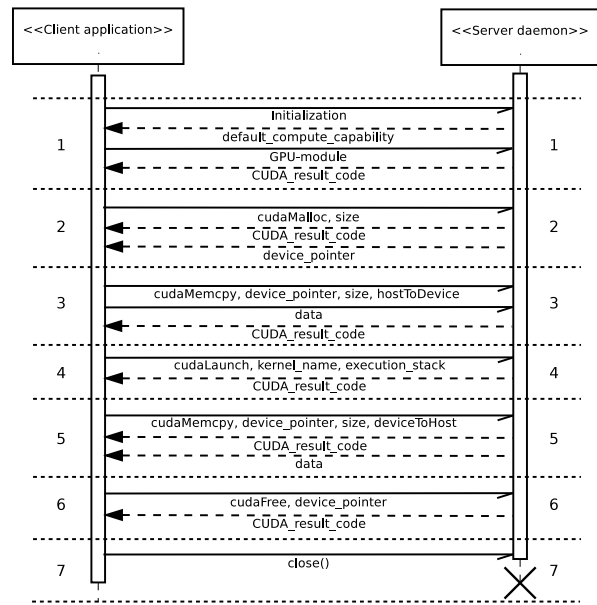 <<Client application>>
<<Server daemon>>
Initialization
default_compute_capability
1
1
GPU-module
CUDA_result_code
2
cudaMalloc, size
2
CUDA_result_code
device_pointer
3
cudaMemcpy, device_pointer, size, hostToDevice
3
data
CUDA_result_code
4
cudaLaunch, kernel_name, execution_stack
4
CUDA_result_code
cudaMemcpy, device_pointer, size, deviceToHost
5
5
CUDA_result_code
data
6
cudaFree, device_pointer
6
CUDA_result_code
close()
7
7